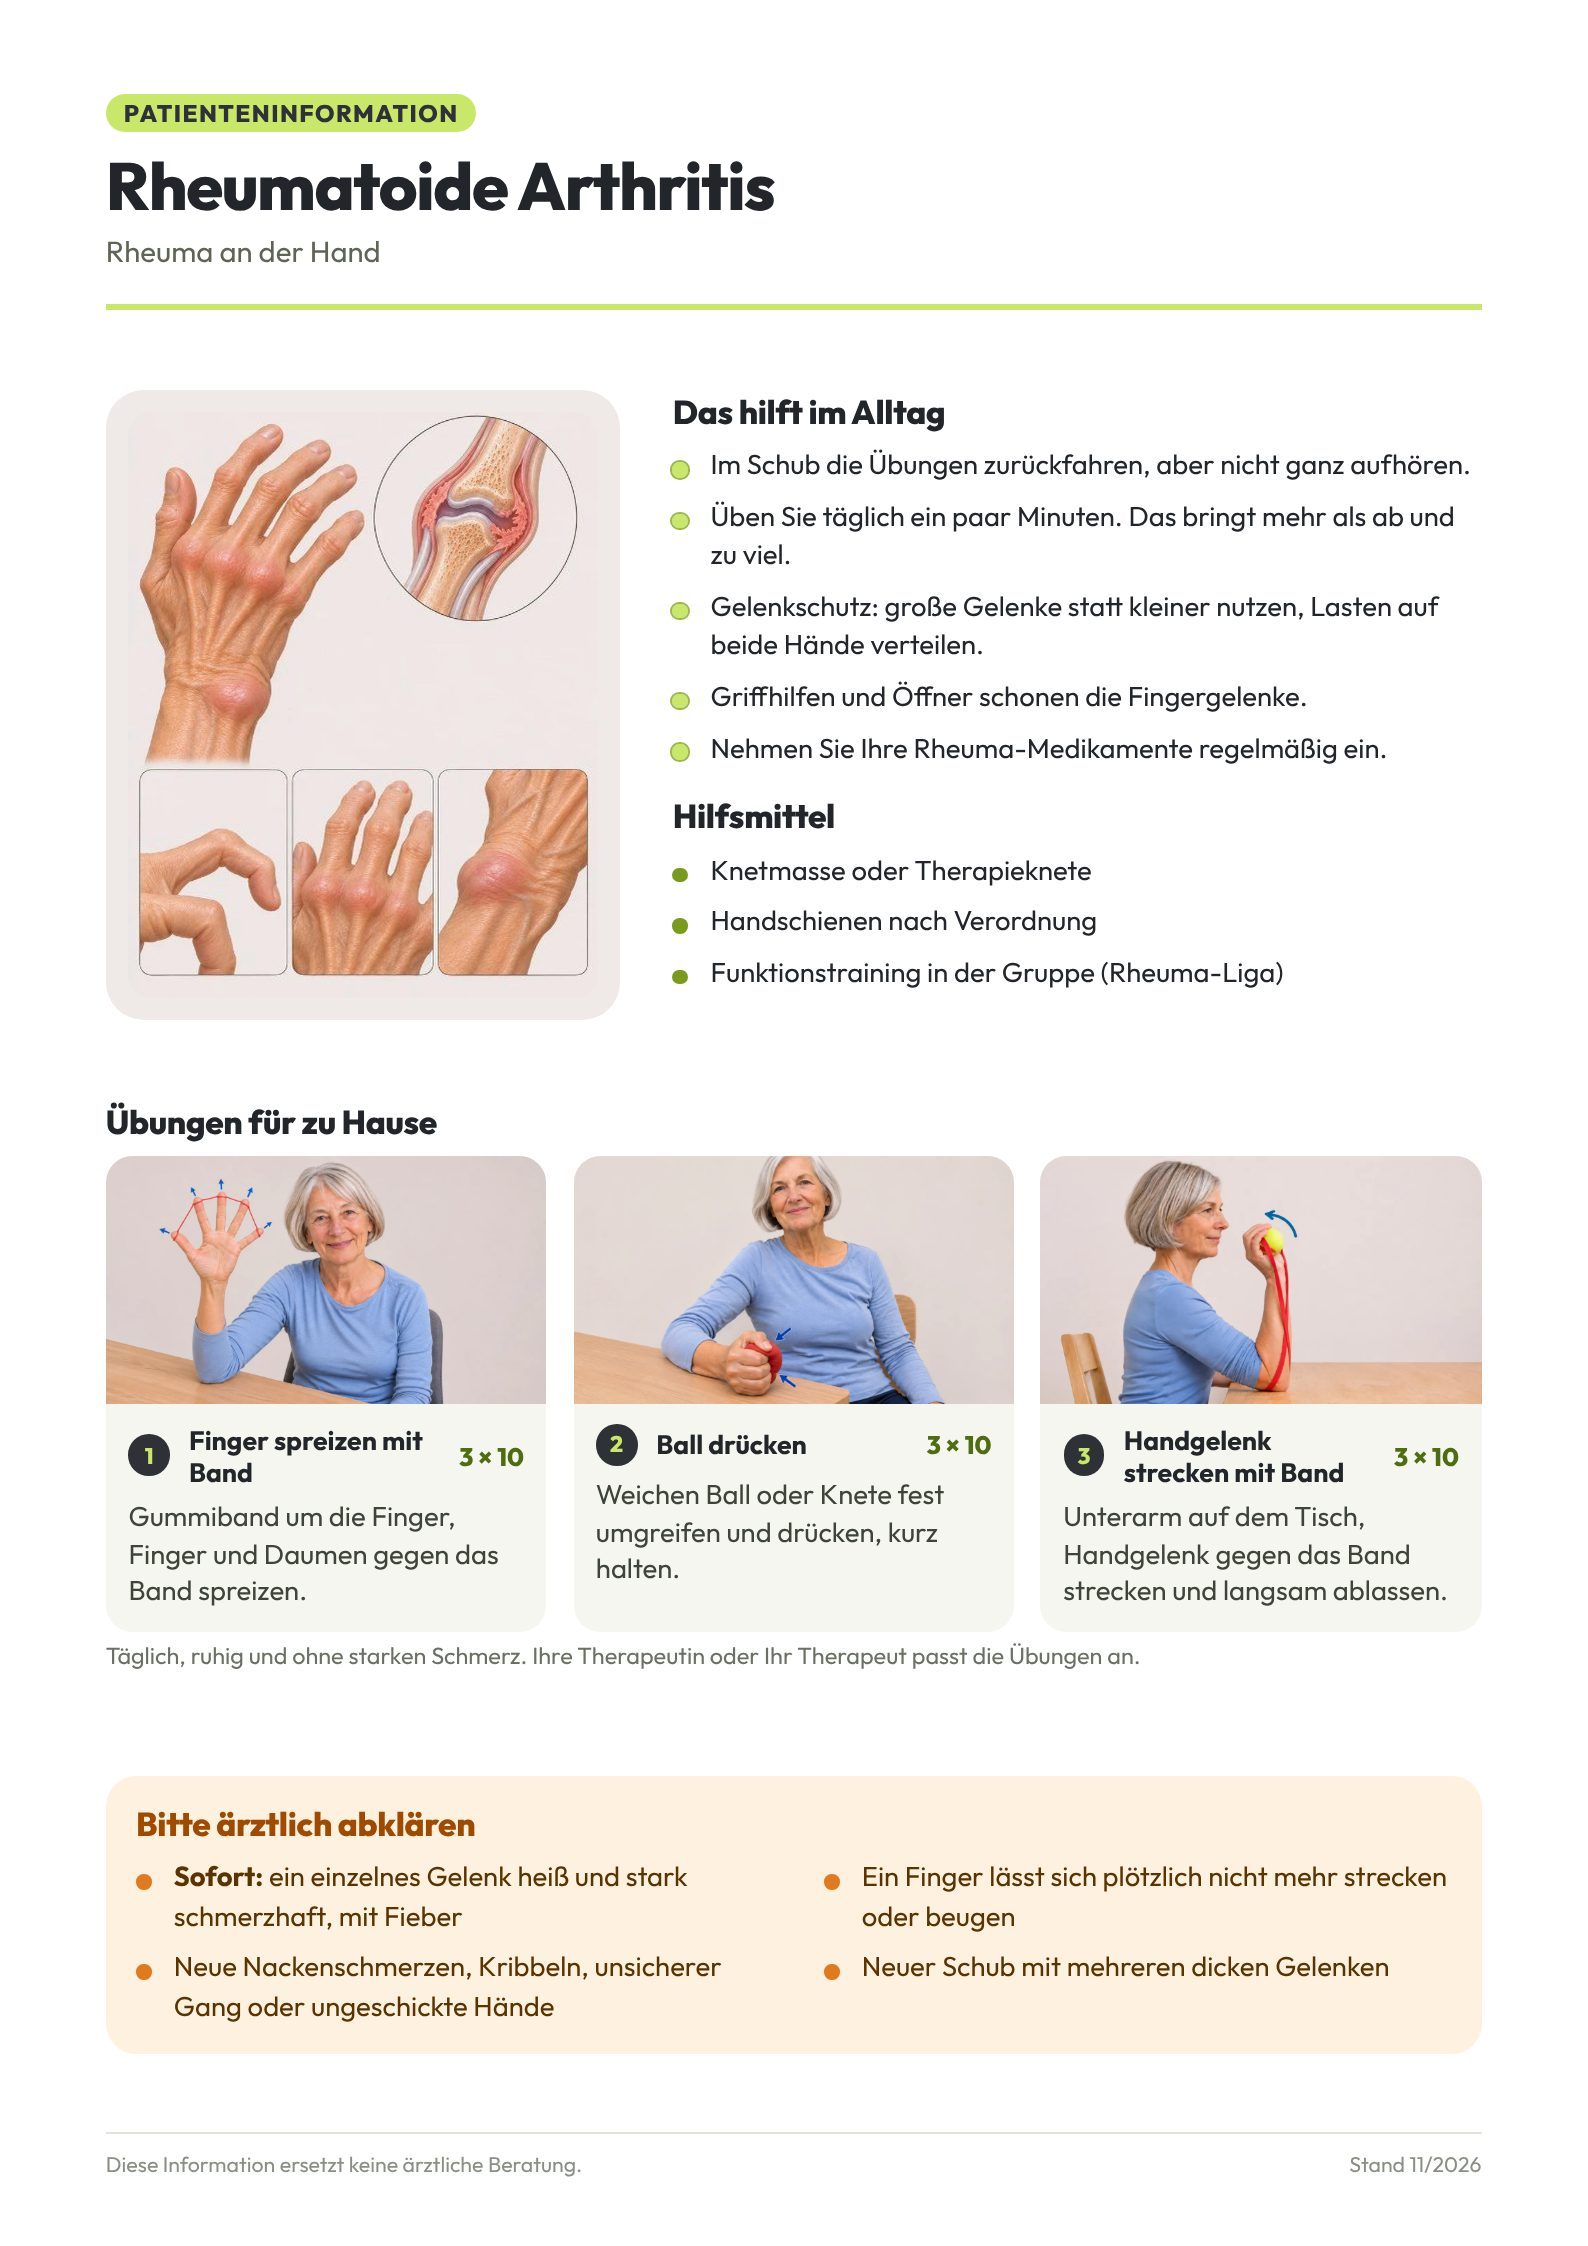 PATIENTENINFORMATION
Rheumatoide Arthritis
Rheuma an der Hand
Das hilft im Alltag
Im Schub die Übungen zurückfahren, aber nicht ganz aufhören.
Üben Sie täglich ein paar Minuten. Das bringt mehr als ab und
zu viel.
Gelenkschutz: große Gelenke statt kleiner nutzen, Lasten auf
beide Hände verteilen.
Griffhilfen und Öffner schonen die Fingergelenke.
Nehmen Sie Ihre Rheuma-Medikamente regelmäßig ein.
Hilfsmittel
Knetmasse oder Therapieknete
Handschienen nach Verordnung
Funktionstraining in der Gruppe (Rheuma-Liga)
Übungen für zu Hause
1 Finger spreizen mit
Band
3 × 10
Gummiband um die Finger,
Finger und Daumen gegen das
Band spreizen.
2 Ball drücken 3 × 10
Weichen Ball oder Knete fest
umgreifen und drücken, kurz
halten.
3 Handgelenk
strecken mit Band
3 × 10
Unterarm auf dem Tisch,
Handgelenk gegen das Band
strecken und langsam ablassen.
Täglich, ruhig und ohne starken Schmerz. Ihre Therapeutin oder Ihr Therapeut passt die Übungen an.
Bitte ärztlich abklären
Sofort: ein einzelnes Gelenk heiß und stark
schmerzhaft, mit Fieber
Neue Nackenschmerzen, Kribbeln, unsicherer
Gang oder ungeschickte Hände
Ein Finger lässt sich plötzlich nicht mehr strecken
oder beugen
Neuer Schub mit mehreren dicken Gelenken
Diese Information ersetzt keine ärztliche Beratung.
Stand 11/2026